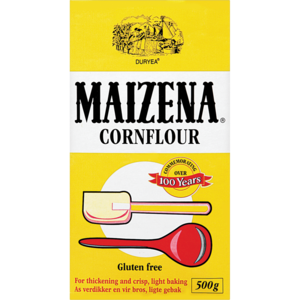 DURYEA®
MAIZENA®
CORNFLOUR
COMMEMORATING
OVER
100 Years
Gluten free
For thickening and crisp, light baking
As verdikker en vir bros, ligte gebak
500g